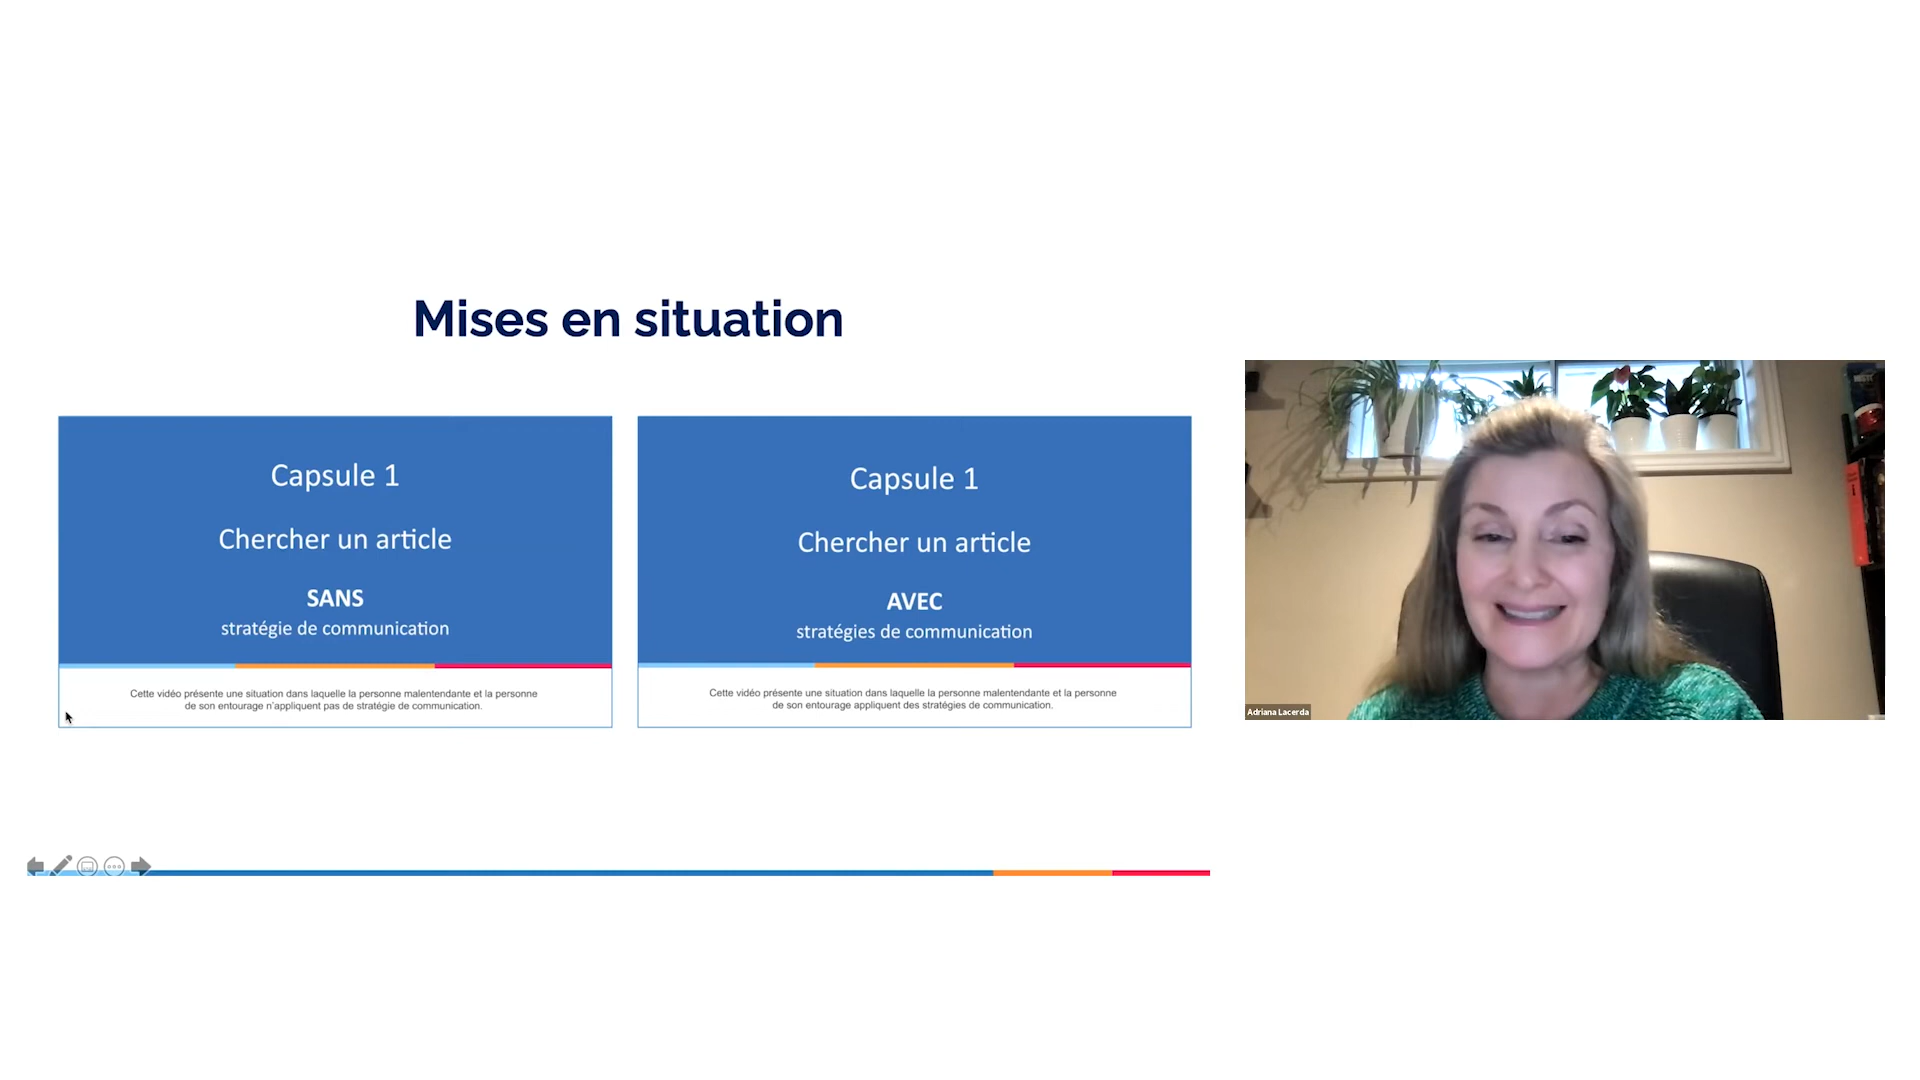 Mises en situation
Capsule 1
Chercher un article
SANS
stratégie de communication
Cette vidéo présente une situation dans laquelle la personne malentendante et la personne
de son entourage n'appliquent pas de stratégie de communication.
Capsule 1
Chercher un article
AVEC
stratégies de communication
Cette vidéo présente une situation dans laquelle la personne malentendante et la personne
de son entourage appliquent des stratégies de communication.
Adriana Lacerda